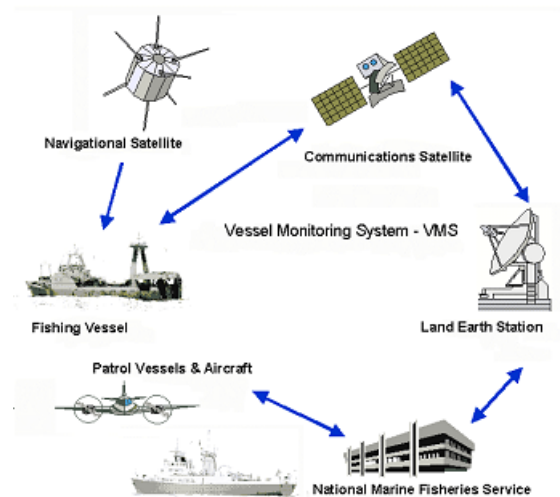 Navigational Satellite
Communications Satellite
Vessel Monitoring System - VMS
Fishing Vessel
Land Earth Station
Patrol Vessels & Aircraft
National Marine Fisheries Service